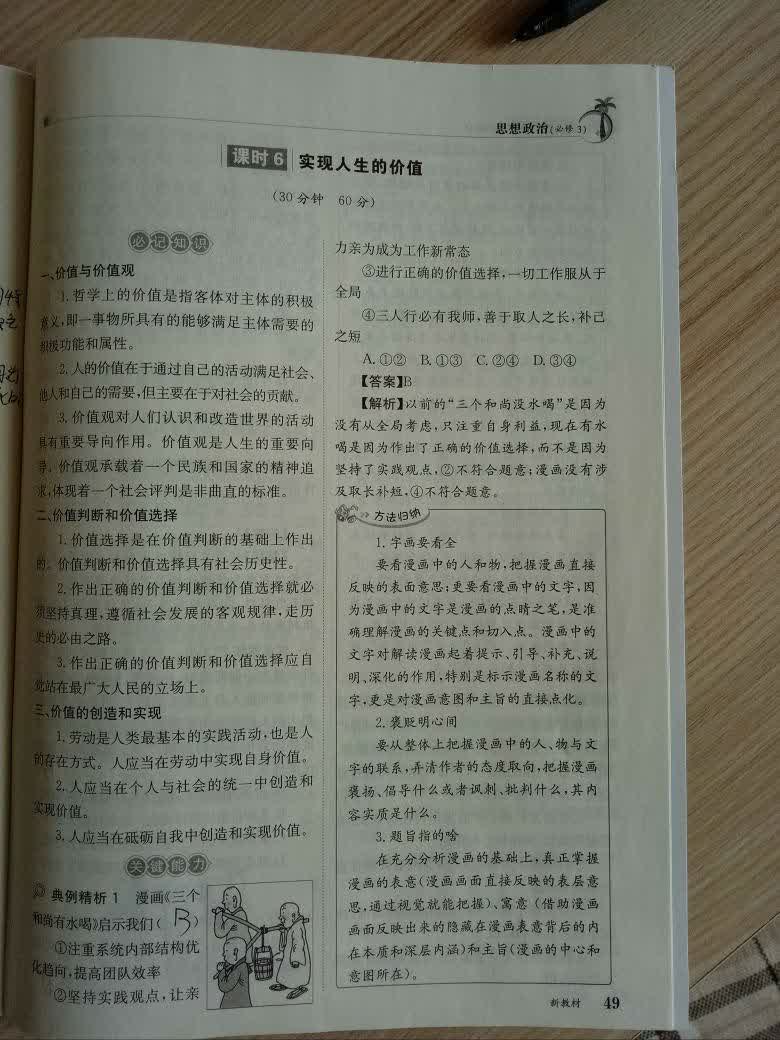 思想政治(必修3)
课时6 实现人生的价值
(30分钟 60分)
必记知识
一、价值与价值观
1.哲学上的价值是指客体对主体的积极
意义,即一事物所具有的能够满足主体需要的
积极功能和属性。
2.人的价值在于通过自己的活动满足社会、
他人和自己的需要,但主要在于对社会的贡献。
3.价值观对人们认识和改造世界的活动
具有重要导向作用。价值观是人生的重要向
导。价值观承载着一个民族和国家的精神追
求,体现着一个社会评判是非曲直的标准。
二、价值判断和价值选择
1.价值选择是在价值判断的基础上作出
的。价值判断和价值选择具有社会历史性。
2.作出正确的价值判断和价值选择就必
须坚持真理,遵循社会发展的客观规律,走历
史的必由之路。
3.作出正确的价值判断和价值选择应自
觉站在最广大人民的立场上。
三、价值的创造和实现
1.劳动是人类最基本的实践活动,也是人
的存在方式。人应当在劳动中实现自身价值。
2.人应当在个人与社会的统一中创造和
实现价值。
3.人应当在砥砺自我中创造和实现价值。
关键能力
典例精析1 漫画《三个
和尚有水喝》启示我们( B )
①注重系统内部结构优
化趋向,提高团队效率
②坚持实践观点,让亲
力亲为成为工作新常态
③进行正确的价值选择,一切工作服从于
全局
④三人行必有我师,善于取人之长,补己
之短
A.①② B.①③ C.②④ D.③④
【答案】B
【解析】以前的“三个和尚没水喝”是因为
没有从全局考虑,只注重自身利益,现在有水
喝是因为作出了正确的价值选择,而不是因为
坚持了实践观点,②不符合题意;漫画没有涉
及取长补短,④不符合题意。
方法归纳
1.字画要看全
要看漫画中的人和物,把握漫画直接
反映的表面意思;更要看漫画中的文字,因
为漫画中的文字是漫画的点睛之笔,是准
确理解漫画的关键点和切入点。漫画中的
文字对解读漫画起着提示、引导、补充、说
明、深化的作用,特别是标示漫画名称的文
字,更是对漫画意图和主旨的直接点化。
2.褒贬明心间
要从整体上把握漫画中的人、物与文
字的联系,弄清作者的态度取向,把握漫画
褒扬、倡导什么或者讽刺、批判什么,其内
容实质是什么。
3.题旨指的啥
在充分分析漫画的基础上,真正掌握
漫画的表意(漫画画面直接反映的表层意
思,通过视觉就能把握)、寓意(借助漫画
画面反映出来的隐藏在漫画表意背后的内
在本质和深层内涵)和主旨(漫画的中心和
意图所在)。
新教材 49